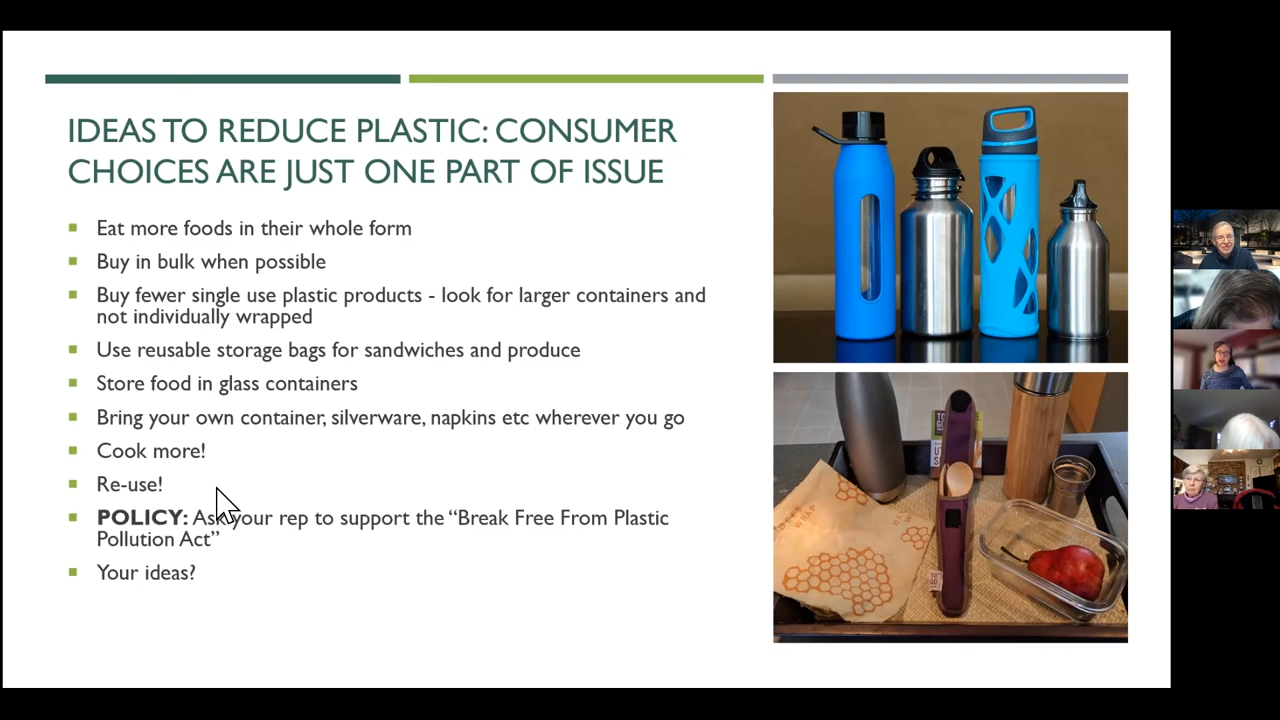 IDEAS TO REDUCE PLASTIC: CONSUMER
CHOICES ARE JUST ONE PART OF ISSUE
Eat more foods in their whole form
Buy in bulk when possible
Buy fewer single use plastic products - look for larger containers and
not individually wrapped
Use reusable storage bags for sandwiches and produce
Store food in glass containers
Bring your own container, silverware, napkins etc wherever you go
Cook more!
Re-use!
POLICY: Ask your rep to support the “Break Free From Plastic
Pollution Act”
Your ideas?
WRAP